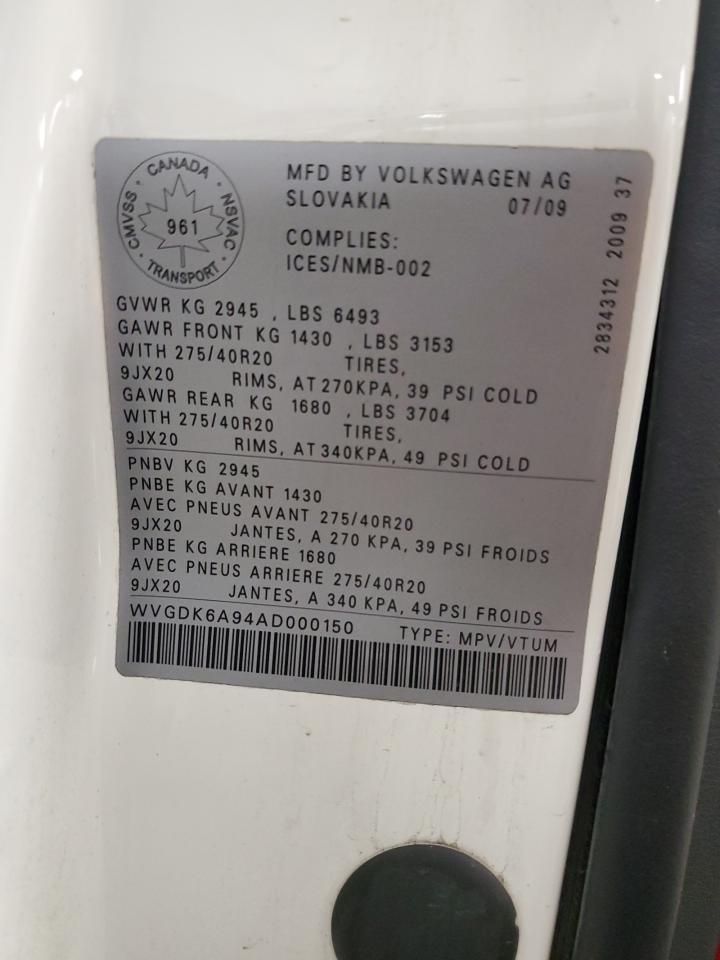 CANADA
CMVSS · NSVAC
961
· TRANSPORT ·
MFD BY VOLKSWAGEN AG
SLOVAKIA 07/09
COMPLIES:
ICES/NMB-002
2834312 2009 37
GVWR KG 2945 , LBS 6493
GAWR FRONT KG 1430 , LBS 3153
WITH 275/40R20 TIRES,
9JX20 RIMS, AT 270KPA, 39 PSI COLD
GAWR REAR KG 1680 , LBS 3704
WITH 275/40R20 TIRES,
9JX20 RIMS, AT 340KPA, 49 PSI COLD
PNBV KG 2945
PNBE KG AVANT 1430
AVEC PNEUS AVANT 275/40R20
9JX20 JANTES, A 270 KPA, 39 PSI FROIDS
PNBE KG ARRIERE 1680
AVEC PNEUS ARRIERE 275/40R20
9JX20 JANTES, A 340 KPA, 49 PSI FROIDS
WVGDK6A94AD000150 TYPE: MPV/VTUM